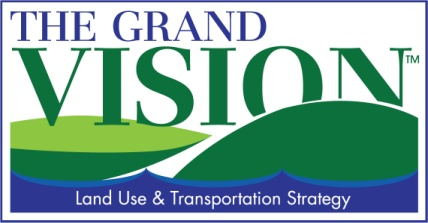 THE GRAND
VISION™
Land Use & Transportation Strategy